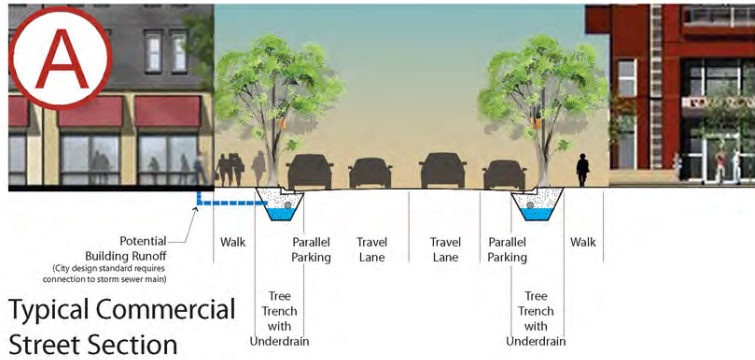 A
Potential
Building Runoff
(City design standard requires
connection to storm sewer main)
Walk
Parallel
Parking
Travel
Lane
Travel
Lane
Parallel
Parking
Walk
Tree
Trench
with
Underdrain
Tree
Trench
with
Underdrain
Typical Commercial
Street Section